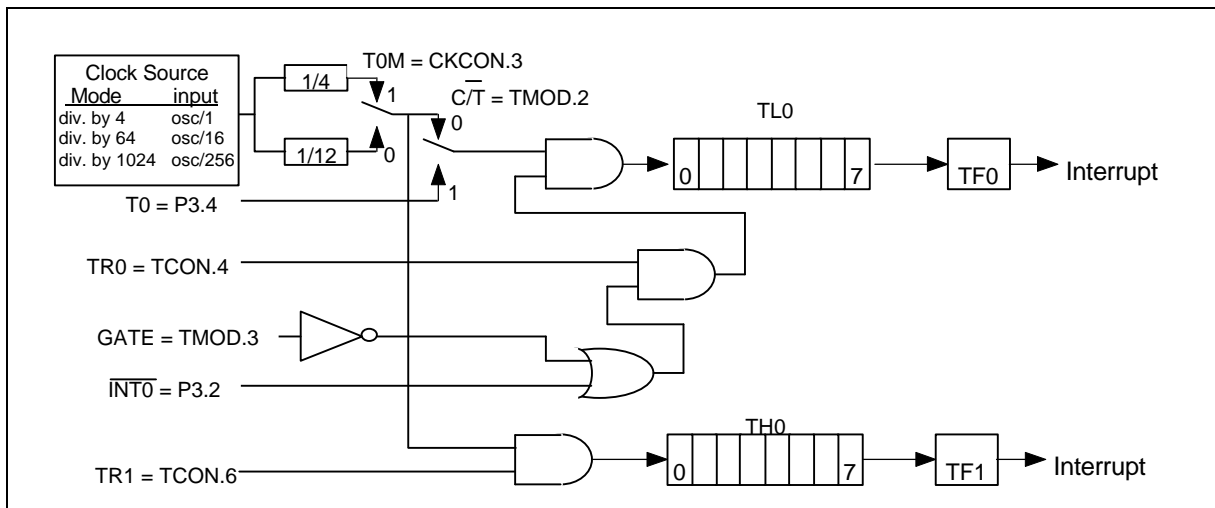 Clock Source
Mode input
div. by 4 osc/1
div. by 64 osc/16
div. by 1024 osc/256
1/4
1/12
T0M = CKCON.3
1
0
C/T̅ = TMOD.2
0
1
T0 = P3.4
TL0
0 7
TF0
Interrupt
TR0 = TCON.4
GATE = TMOD.3
I̅N̅T̅0̅ = P3.2
TR1 = TCON.6
TH0
0 7
TF1
Interrupt